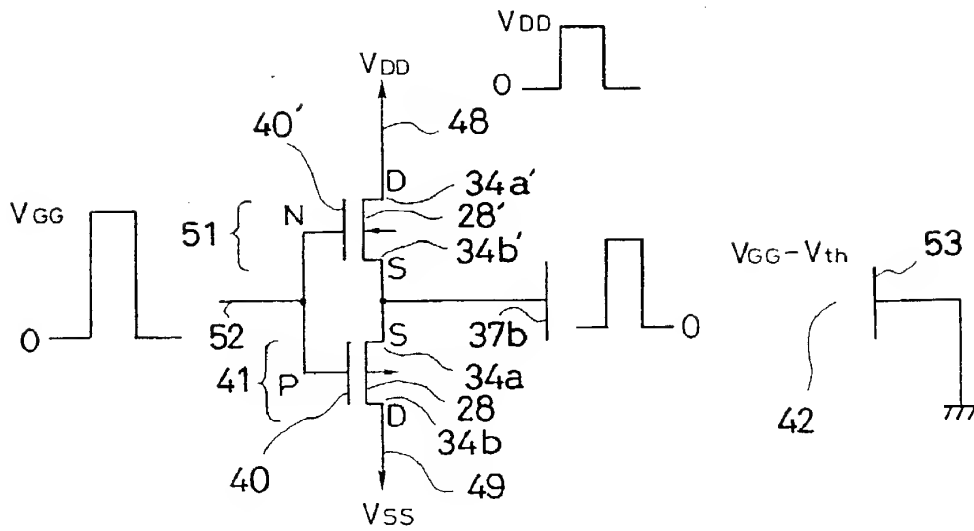 VDD
0
VDD
48
40′
D
34a′
VGG
51
N
28′
34b′
S
VGG-Vth
53
0
52
37b
0
S
41
P
34a
28
42
D
34b
40
49
VSS